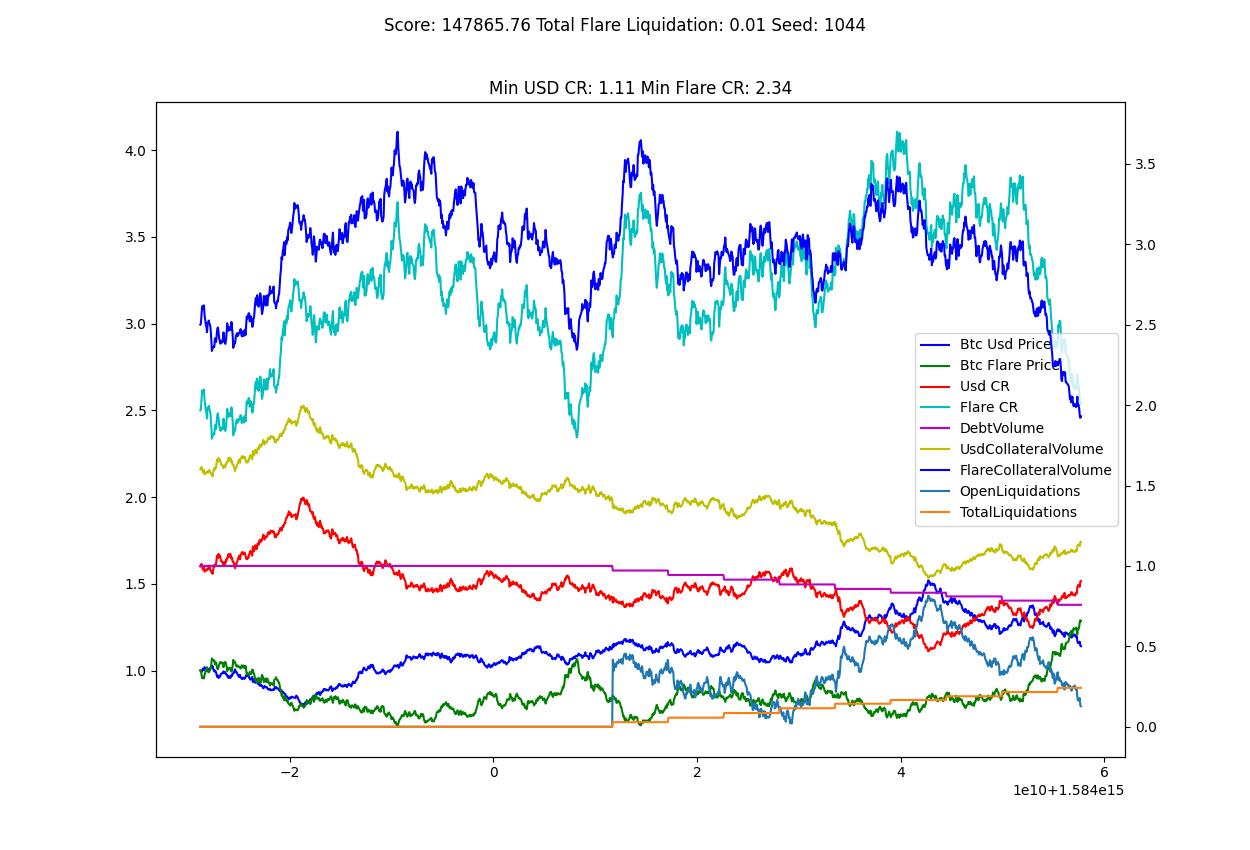 Score: 147865.76 Total Flare Liquidation: 0.01 Seed: 1044
Min USD CR: 1.11 Min Flare CR: 2.34
4.0
3.5
3.0
2.5
2.0
1.5
1.0
3.5
3.0
2.5
2.0
1.5
1.0
0.5
0.0
Btc Usd Price
Btc Flare Price
Usd CR
Flare CR
DebtVolume
UsdCollateralVolume
FlareCollateralVolume
OpenLiquidations
TotalLiquidations
−2 0 2 4 6
1e10+1.584e15